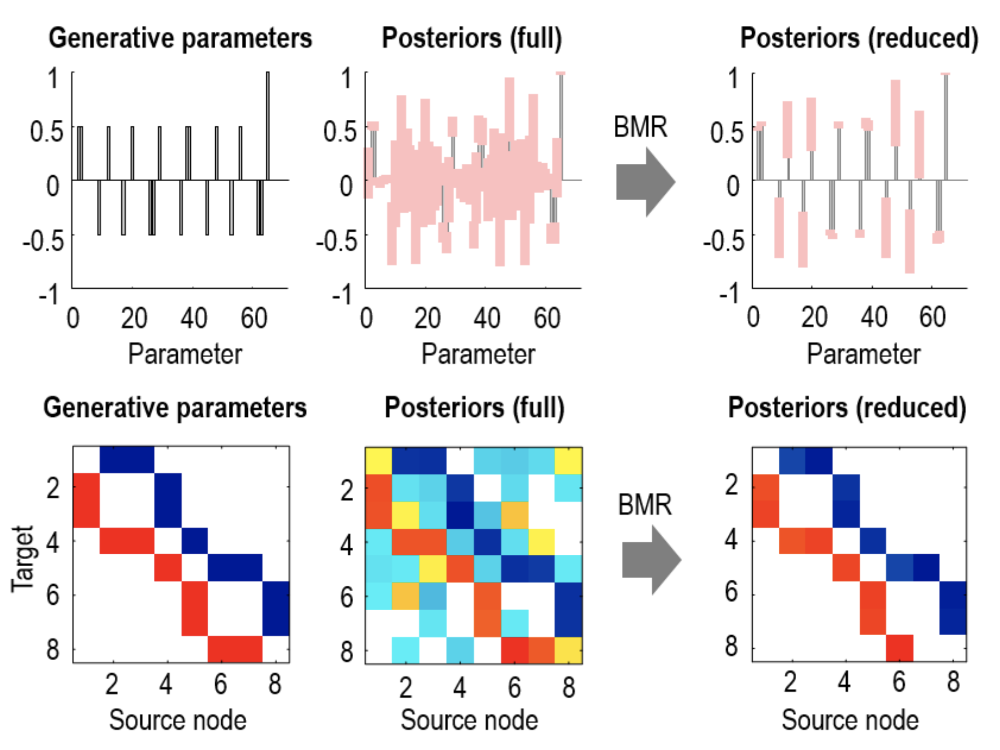 Generative parameters
Posteriors (full)
Posteriors (reduced)
1
0.5
0
-0.5
-1
0 20 40 60
Parameter
1
0.5
0
-0.5
-1
0 20 40 60
Parameter
BMR
1
0.5
0
-0.5
-1
0 20 40 60
Parameter
Generative parameters
Posteriors (full)
Posteriors (reduced)
Target
2
4
6
8
2 4 6 8
Source node
2
4
6
8
2 4 6 8
Source node
BMR
2
4
6
8
2 4 6 8
Source node